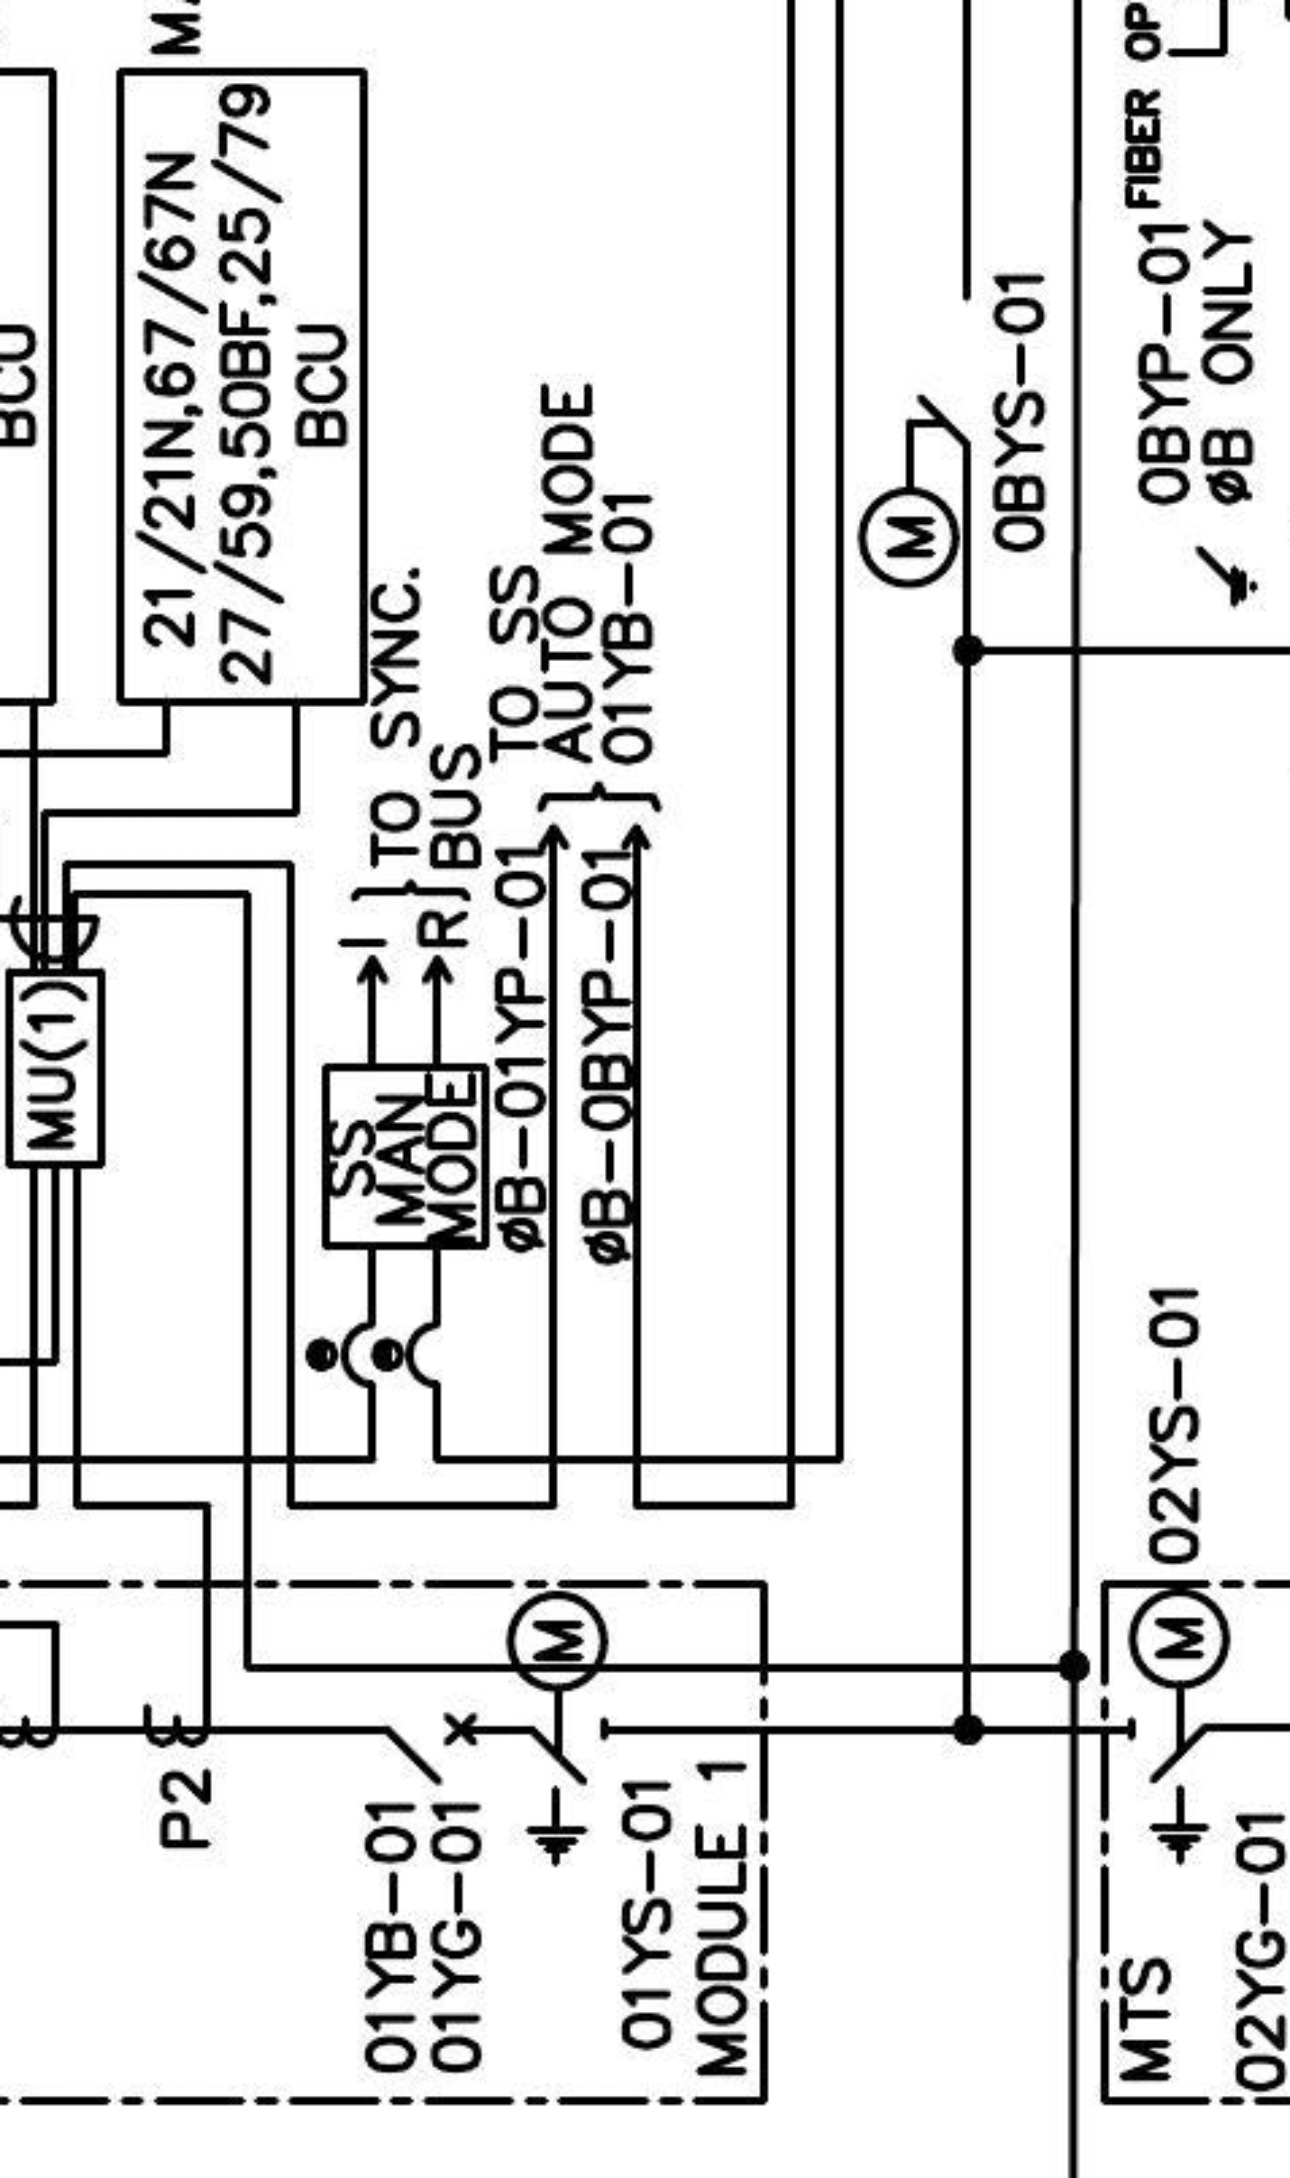 BCU
21/21N,67/67N
27/59,50BF,25/79
BCU
MU(1)
SS
MAN
MODE
I
R
TO SYNC.
BUS
ØB-01YP-01
ØB-0BYP-01
TO SS
AUTO MODE
01YB-01
M
0BYS-01
FIBER OP
0BYP-01
ØB ONLY
P2
01YB-01
01YG-01
M
01YS-01
MODULE 1
M
02YS-01
MTS
02YG-01